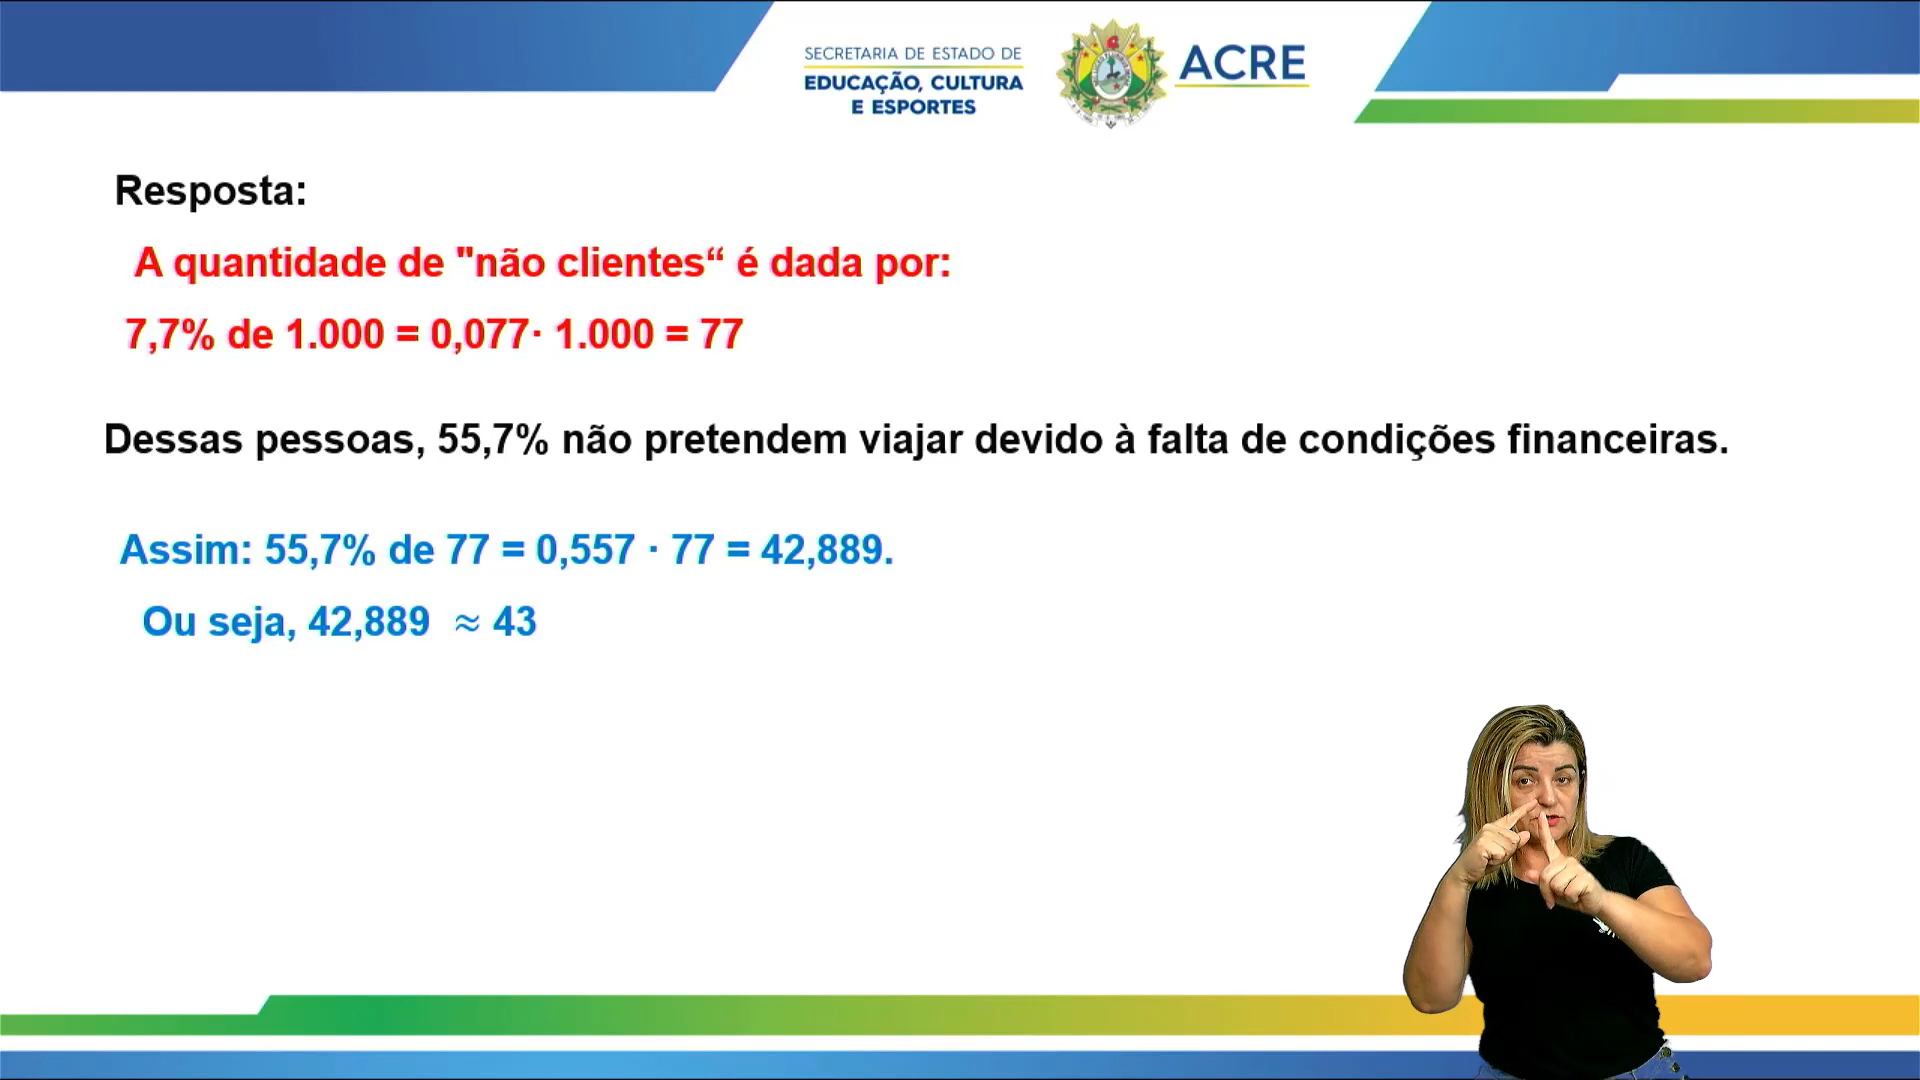 SECRETARIA DE ESTADO DE
EDUCAÇÃO, CULTURA
E ESPORTES
ACRE
Resposta:
A quantidade de "não clientes“ é dada por:
7,7% de 1.000 = 0,077· 1.000 = 77
Dessas pessoas, 55,7% não pretendem viajar devido à falta de condições financeiras.
Assim: 55,7% de 77 = 0,557 · 77 = 42,889.
Ou seja, 42,889 ≈ 43